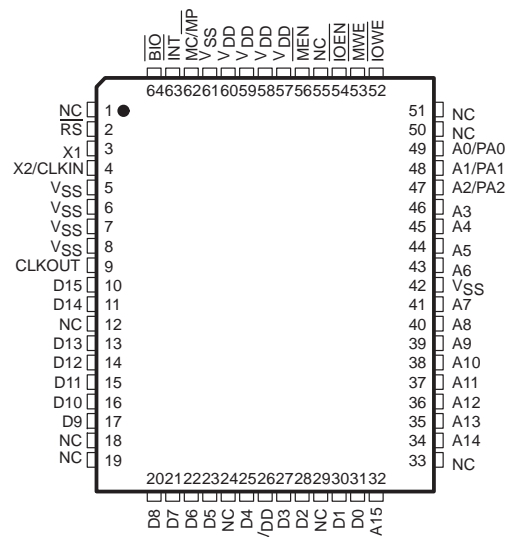 BIO
INT
MC/MP
VSS
VDD
VDD
VDD
VDD
MEN
NC
IOEN
MWE
IOWE
64 63 62 61 60 59 58 57 56 55 54 53 52
NC 1
RS 2
X1 3
X2/CLKIN 4
VSS 5
VSS 6
VSS 7
VSS 8
CLKOUT 9
D15 10
D14 11
NC 12
D13 13
D12 14
D11 15
D10 16
D9 17
NC 18
NC 19
51 NC
50 NC
49 A0/PA0
48 A1/PA1
47 A2/PA2
46 A3
45 A4
44 A5
43 A6
42 VSS
41 A7
40 A8
39 A9
38 A10
37 A11
36 A12
35 A13
34 A14
33 NC
20 21 22 23 24 25 26 27 28 29 30 31 32
D8
D7
D6
D5
NC
D4
/DD
D3
D2
NC
D1
D0
A15